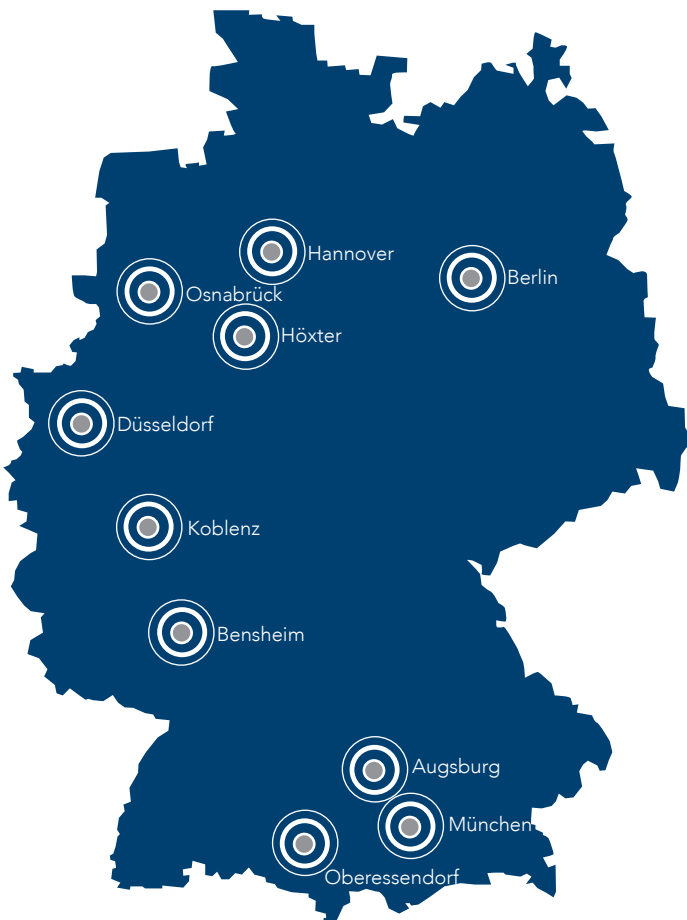 Hannover
Berlin
Osnabrück
Höxter
Düsseldorf
Koblenz
Bensheim
Augsburg
München
Oberessendorf